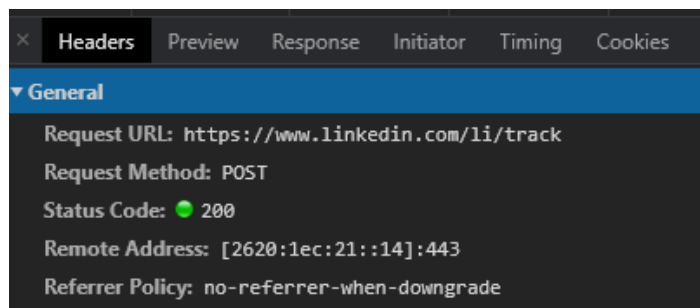 × Headers Preview Response Initiator Timing Cookies
▼ General
Request URL: https://www.linkedin.com/li/track
Request Method: POST
Status Code: 200
Remote Address: [2620:1ec:21::14]:443
Referrer Policy: no-referrer-when-downgrade